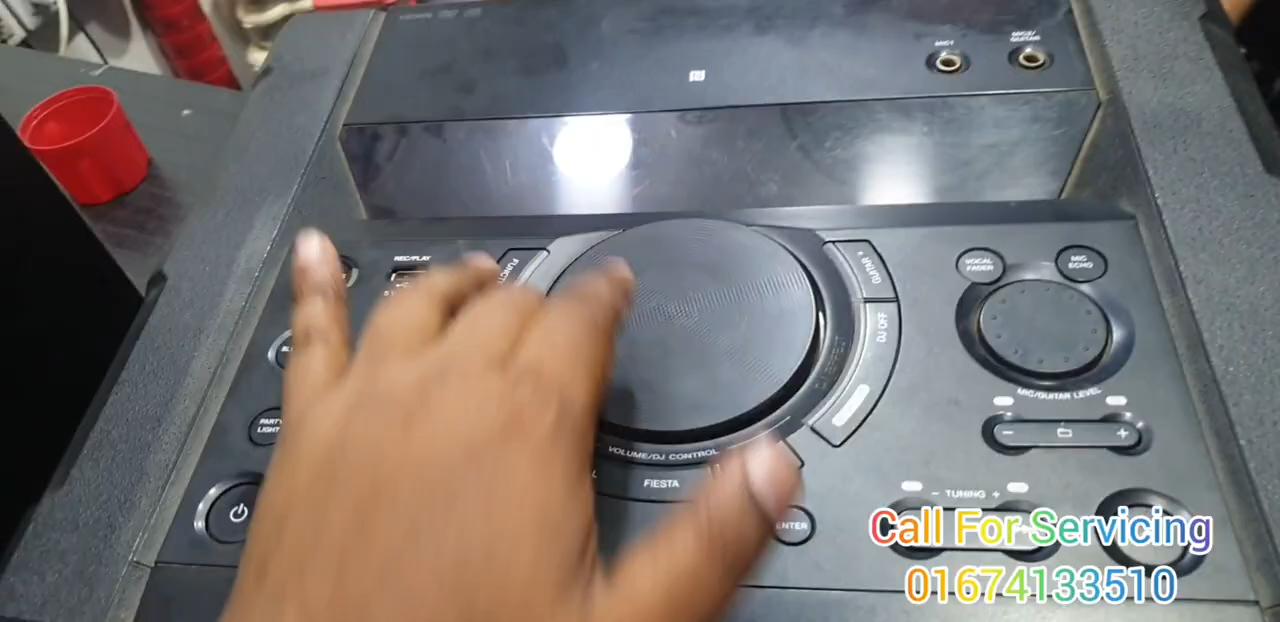 MIC1
MIC2/
GUITAR
REC/PLAY
VOCAL
FADER
MIC
ECHO
GUITAR
DJ OFF
MIC/GUITAR LEVEL
− +
PARTY
LIGHT
VOLUME/DJ CONTROL
FIESTA
− TUNING +
ENTER
Call For Servicing
01674133510